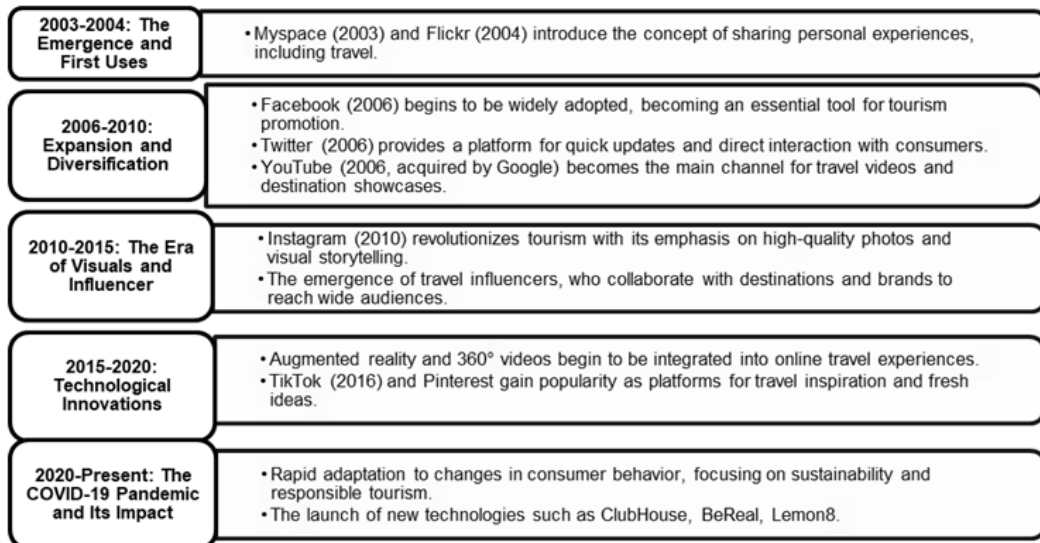 2003-2004: The
Emergence and
First Uses
• Myspace (2003) and Flickr (2004) introduce the concept of sharing personal experiences,
including travel.
2006-2010:
Expansion and
Diversification
• Facebook (2006) begins to be widely adopted, becoming an essential tool for tourism
promotion.
• Twitter (2006) provides a platform for quick updates and direct interaction with consumers.
• YouTube (2006, acquired by Google) becomes the main channel for travel videos and
destination showcases.
2010-2015: The Era
of Visuals and
Influencer
• Instagram (2010) revolutionizes tourism with its emphasis on high-quality photos and
visual storytelling.
• The emergence of travel influencers, who collaborate with destinations and brands to
reach wide audiences.
2015-2020:
Technological
Innovations
• Augmented reality and 360° videos begin to be integrated into online travel experiences.
• TikTok (2016) and Pinterest gain popularity as platforms for travel inspiration and fresh
ideas.
2020-Present: The
COVID-19 Pandemic
and Its Impact
• Rapid adaptation to changes in consumer behavior, focusing on sustainability and
responsible tourism.
• The launch of new technologies such as ClubHouse, BeReal, Lemon8.